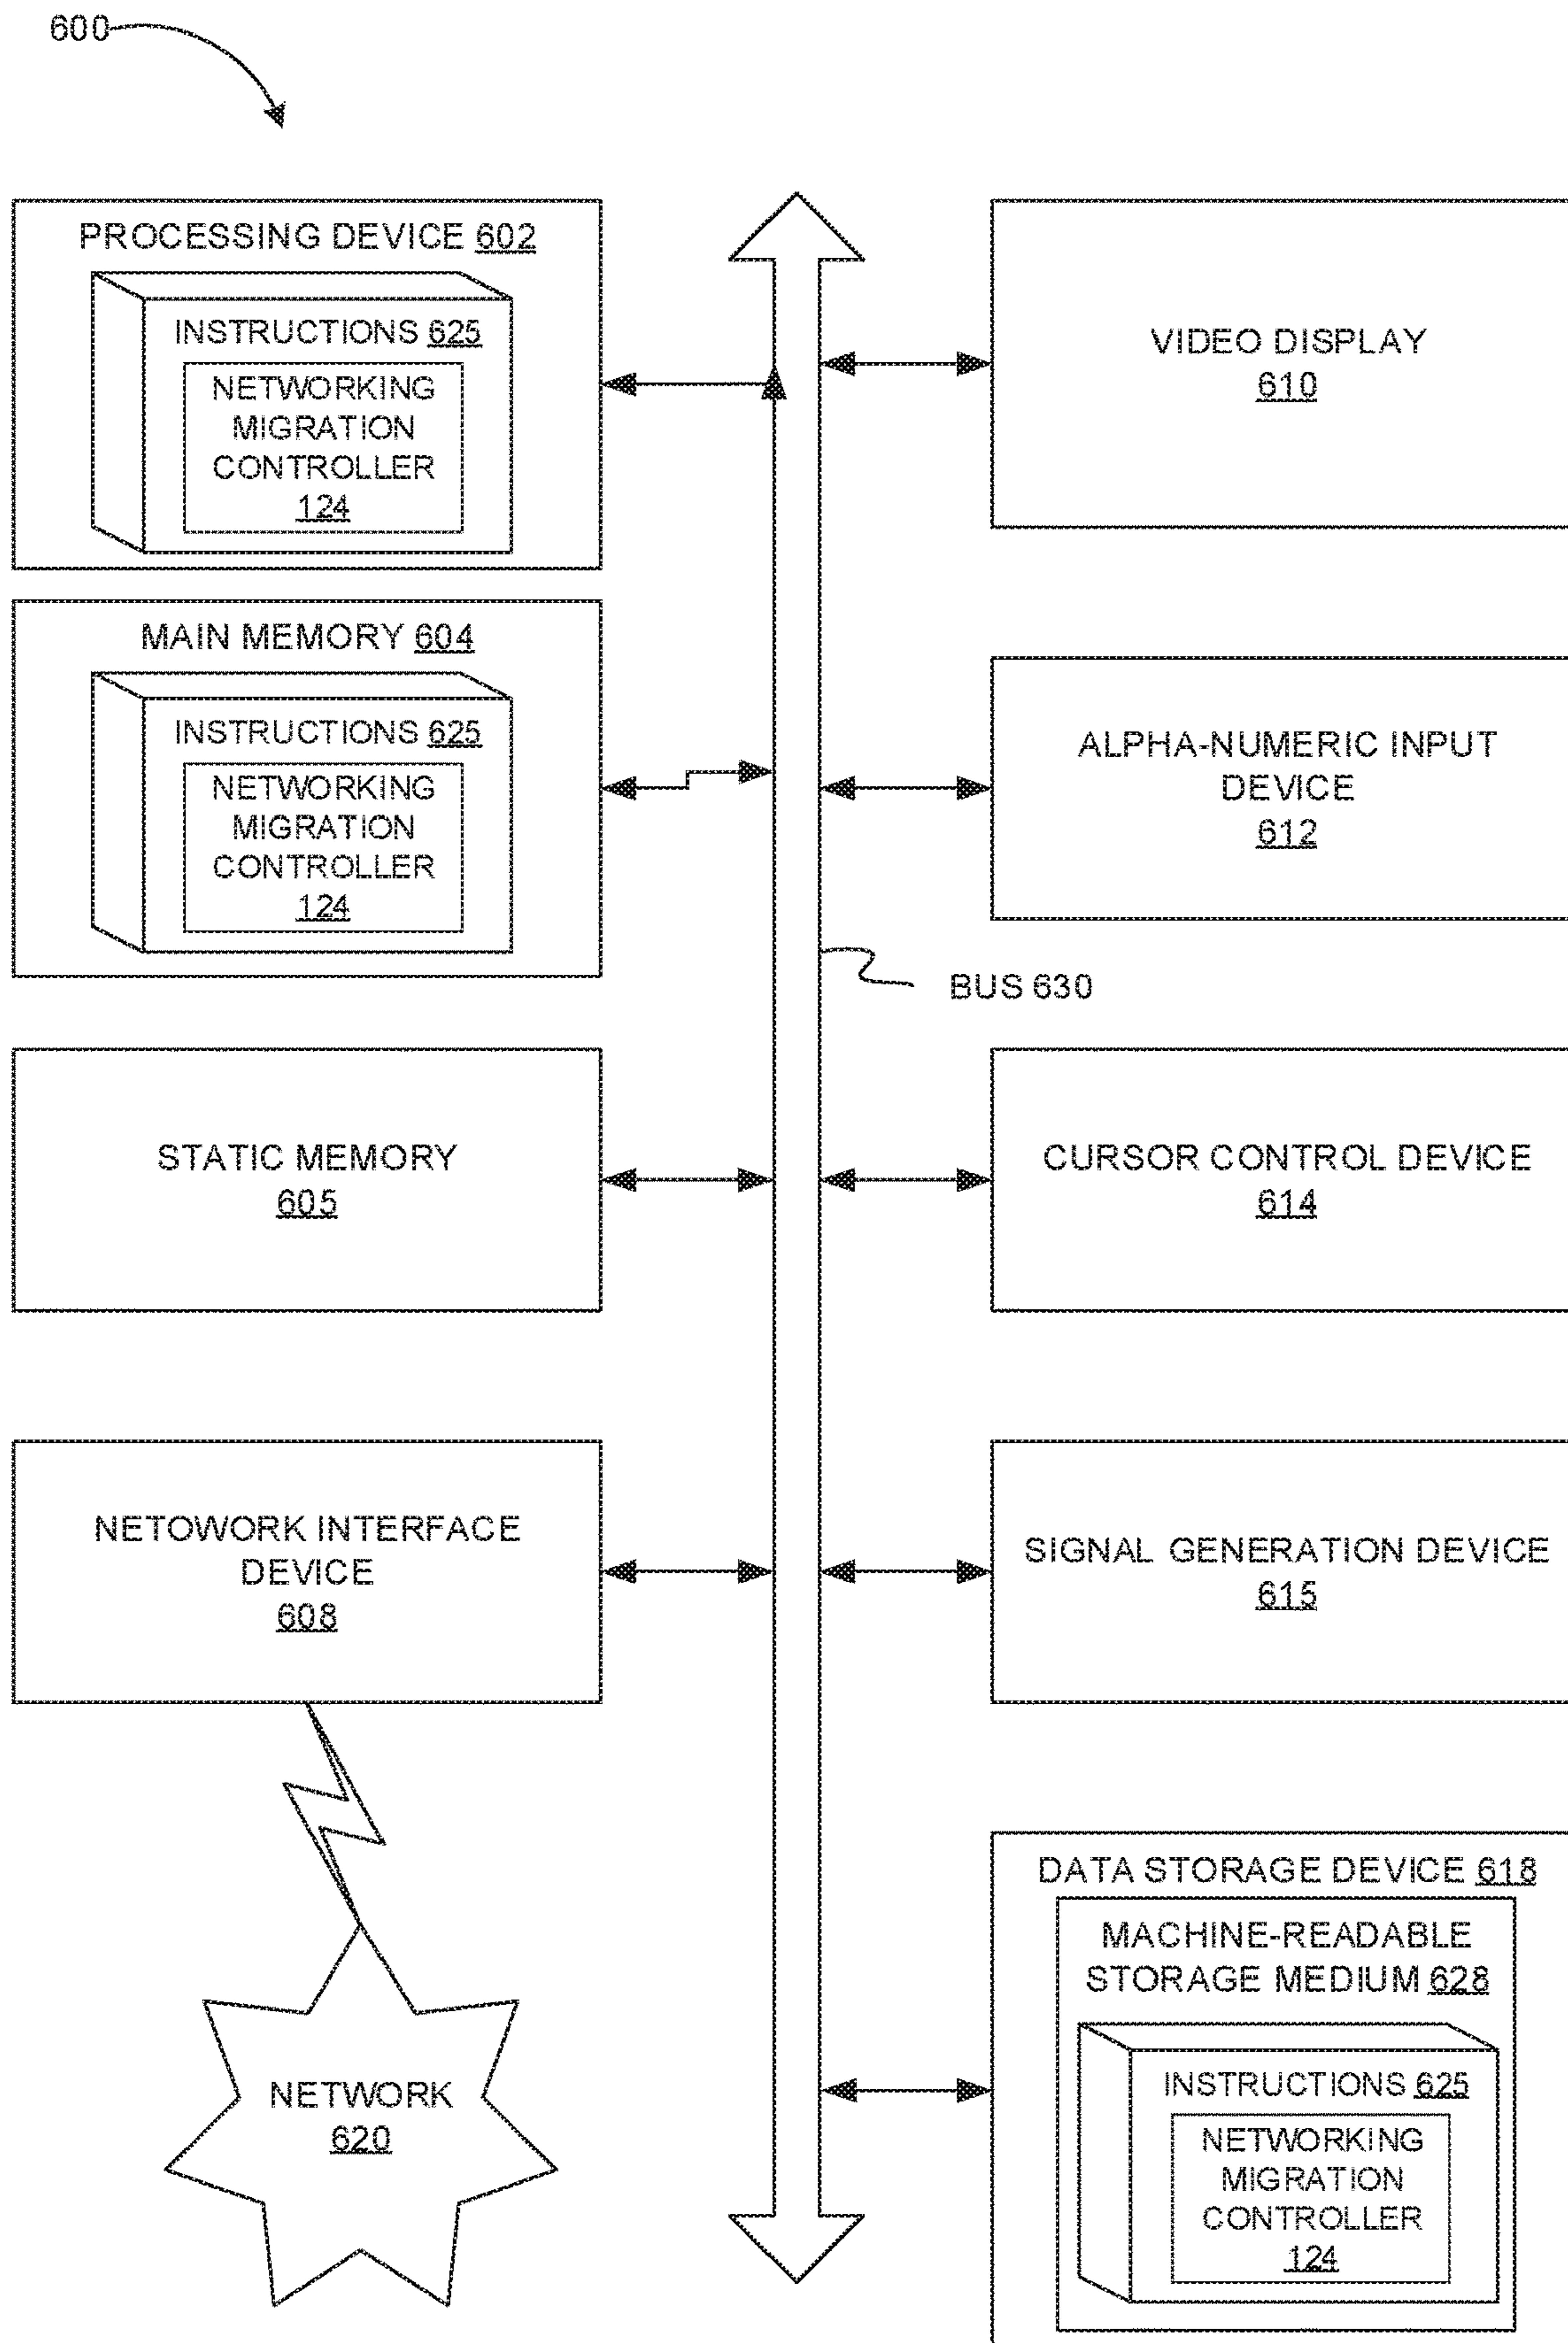 600
PROCESSING DEVICE 602
INSTRUCTIONS 625
NETWORKING
MIGRATION
CONTROLLER
124
MAIN MEMORY 604
INSTRUCTIONS 625
NETWORKING
MIGRATION
CONTROLLER
124
STATIC MEMORY
605
NETOWORK INTERFACE
DEVICE
608
NETWORK
620
VIDEO DISPLAY
610
ALPHA-NUMERIC INPUT
DEVICE
612
BUS 630
CURSOR CONTROL DEVICE
614
SIGNAL GENERATION DEVICE
615
DATA STORAGE DEVICE 618
MACHINE-READABLE
STORAGE MEDIUM 628
INSTRUCTIONS 625
NETWORKING
MIGRATION
CONTROLLER
124